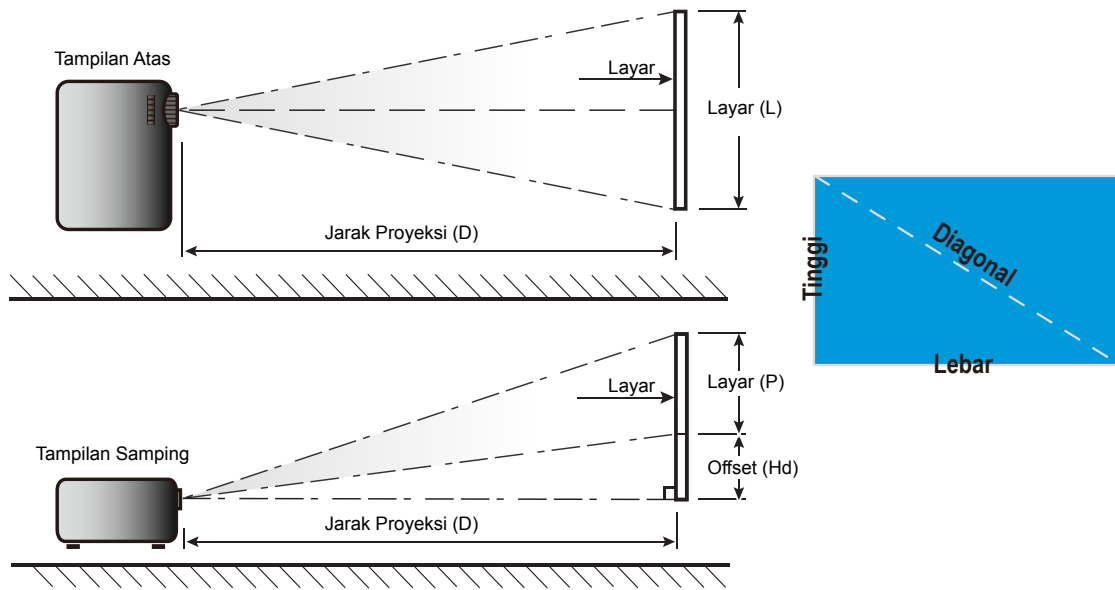 Tampilan Atas
Layar
Layar (L)
Jarak Proyeksi (D)
Tinggi
Diagonal
Lebar
Tampilan Samping
Layar
Layar (P)
Offset (Hd)
Jarak Proyeksi (D)